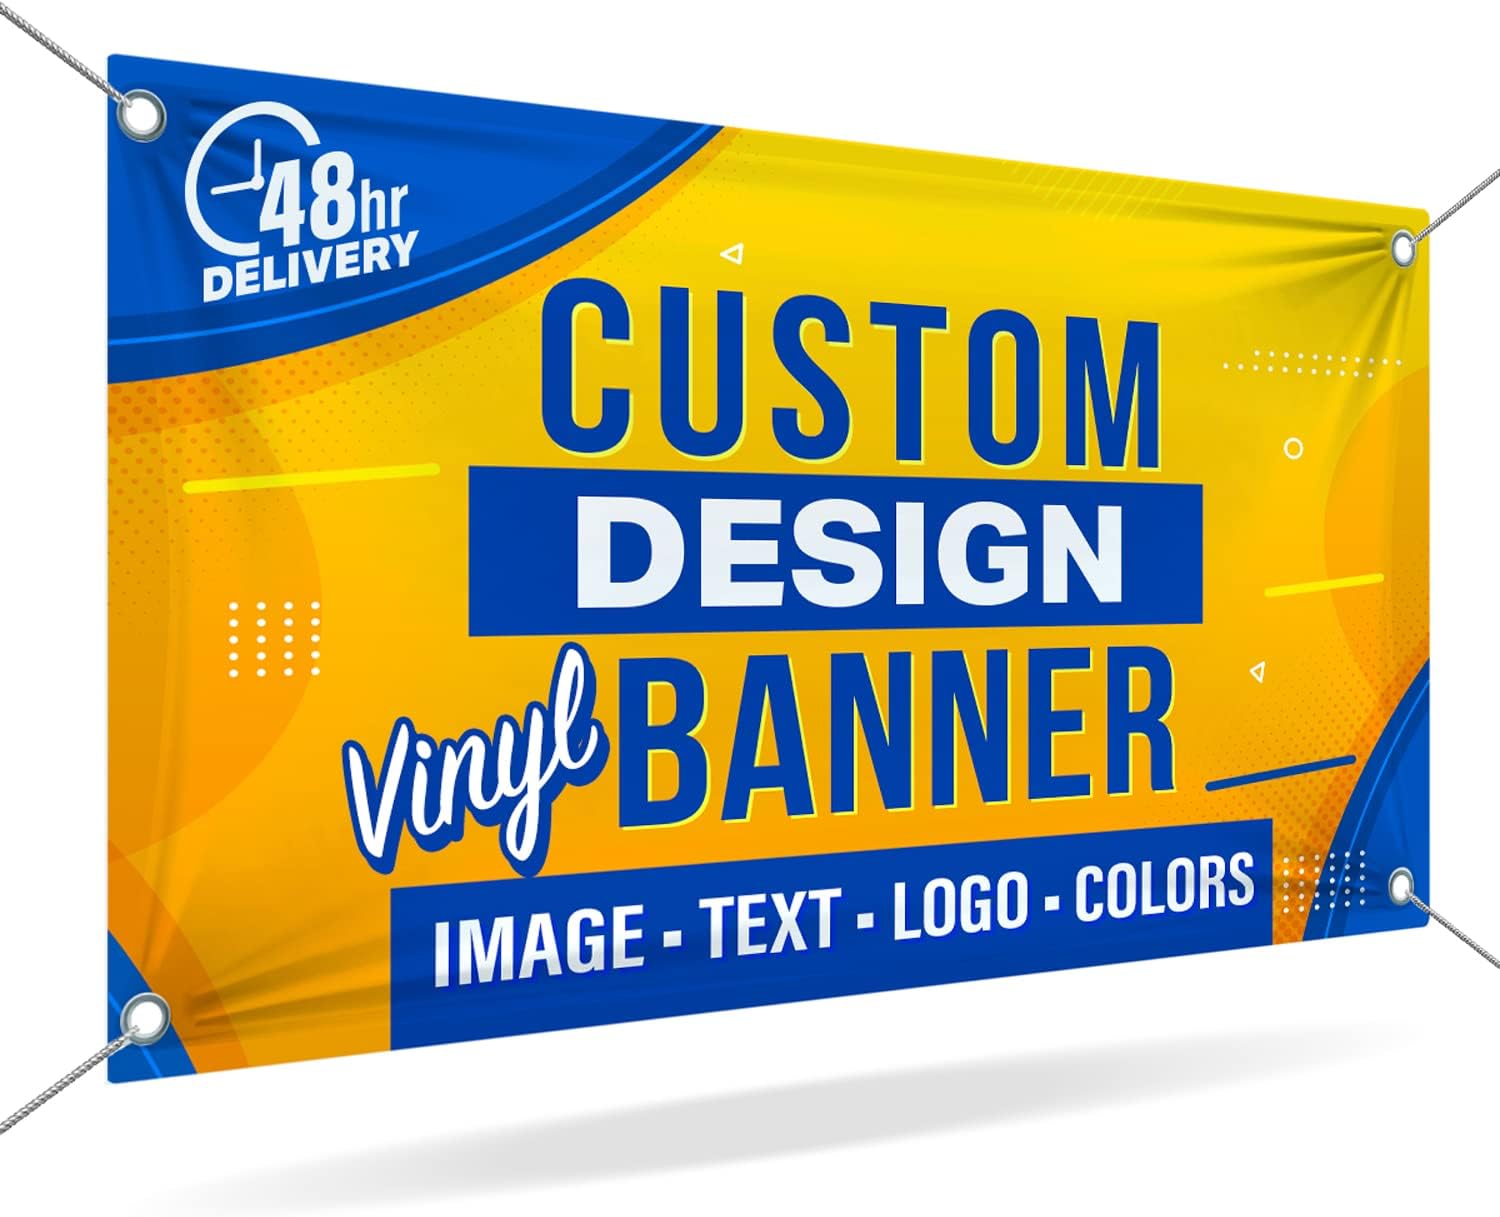 48hr
DELIVERY
CUSTOM
DESIGN
Vinyl BANNER
IMAGE - TEXT - LOGO - COLORS